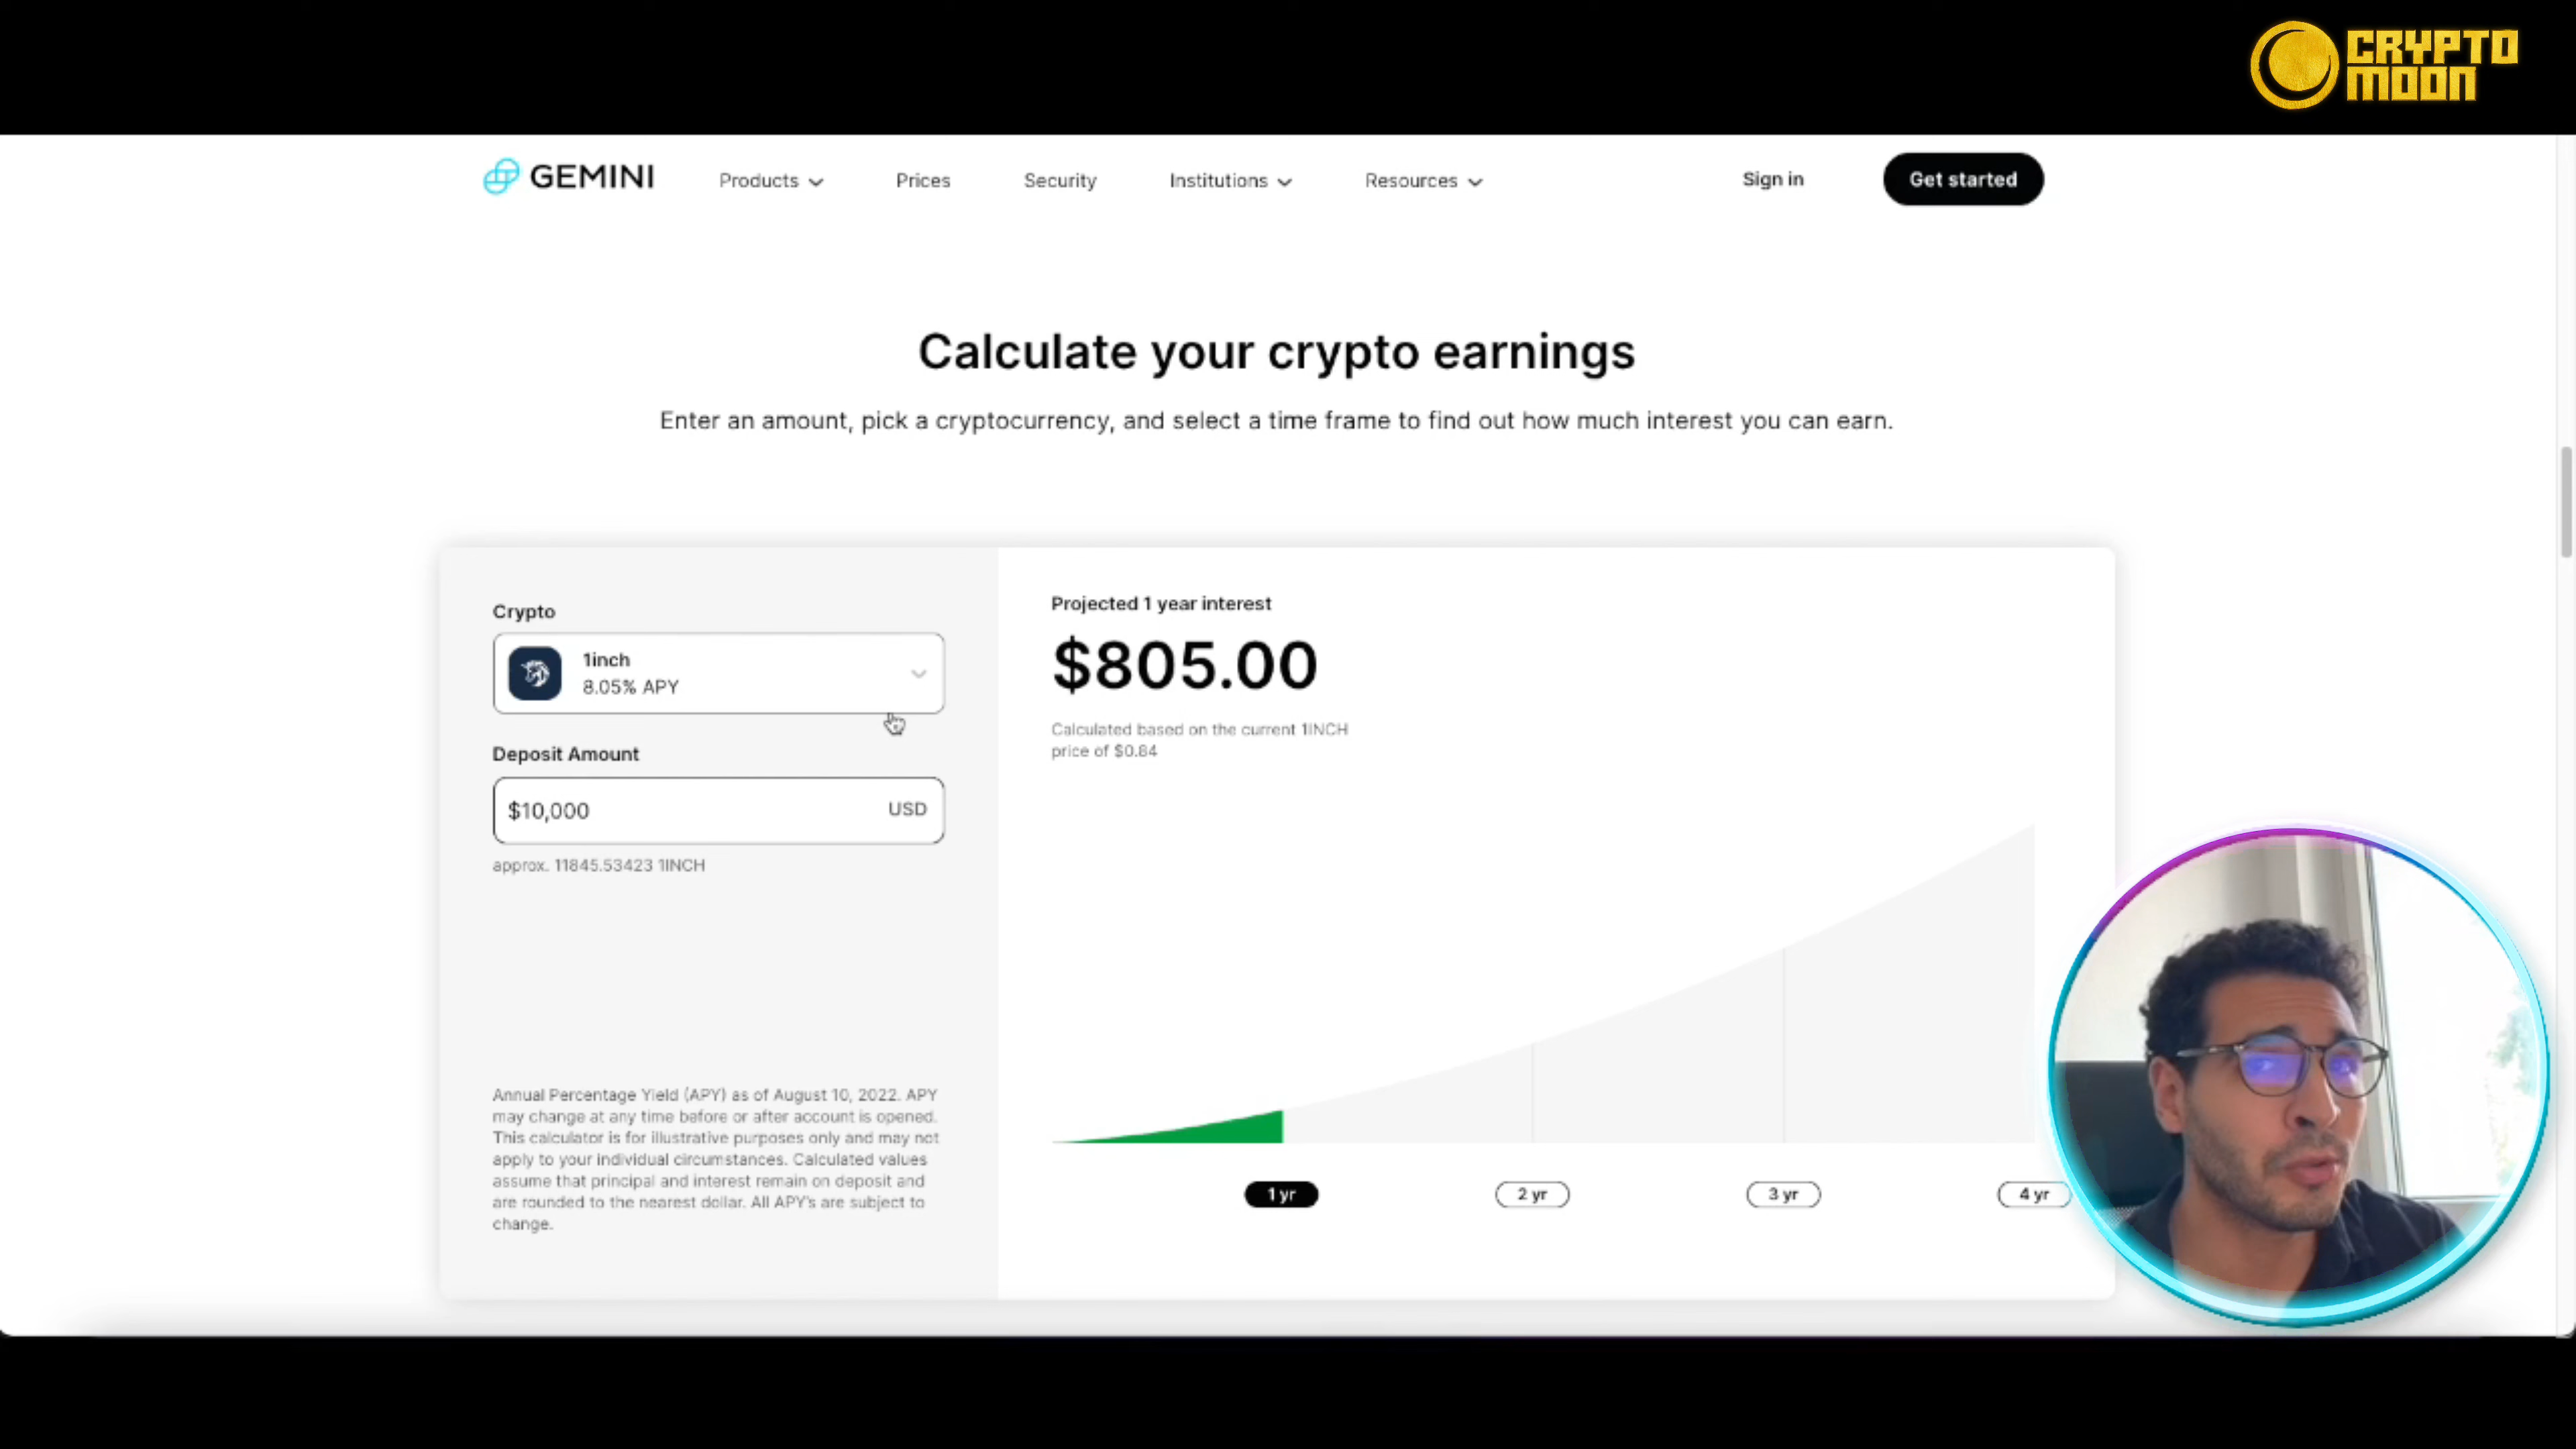 CRYPTO
MOON
GEMINI
Products
Prices
Security
Institutions
Resources
Sign in
Get started
Calculate your crypto earnings
Enter an amount, pick a cryptocurrency, and select a time frame to find out how much interest you can earn.
Crypto
1inch
8.05% APY
Deposit Amount
$10,000
USD
approx. 11845.53423 1INCH
Annual Percentage Yield (APY) as of August 10, 2022. APY
may change at any time before or after account is opened.
This calculator is for illustrative purposes only and may not
apply to your individual circumstances. Calculated values
assume that principal and interest remain on deposit and
are rounded to the nearest dollar. All APY's are subject to
change.
Projected 1 year interest
$805.00
Calculated based on the current 1INCH
price of $0.84
1 yr
2 yr
3 yr
4 yr